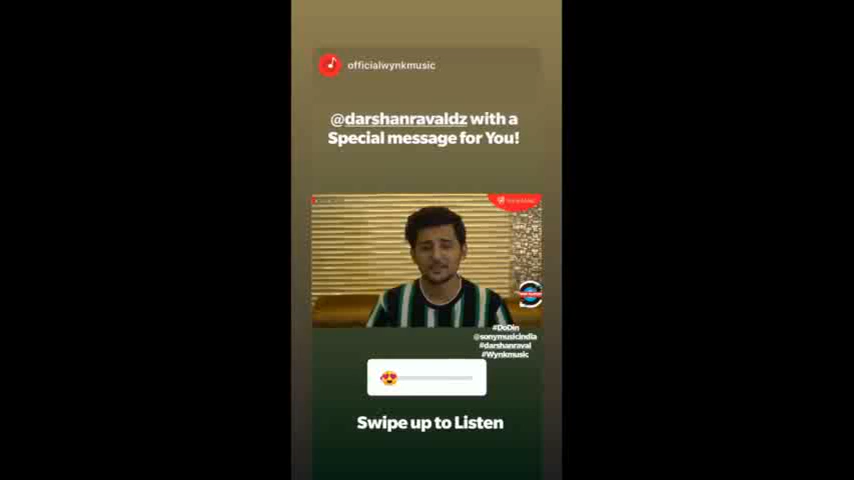 officialwynkmusic
@darshanravaldz with a
Special message for You!
#DoDin
@sonymusicindia
#darshanraval
#Wynkmusic
Swipe up to Listen